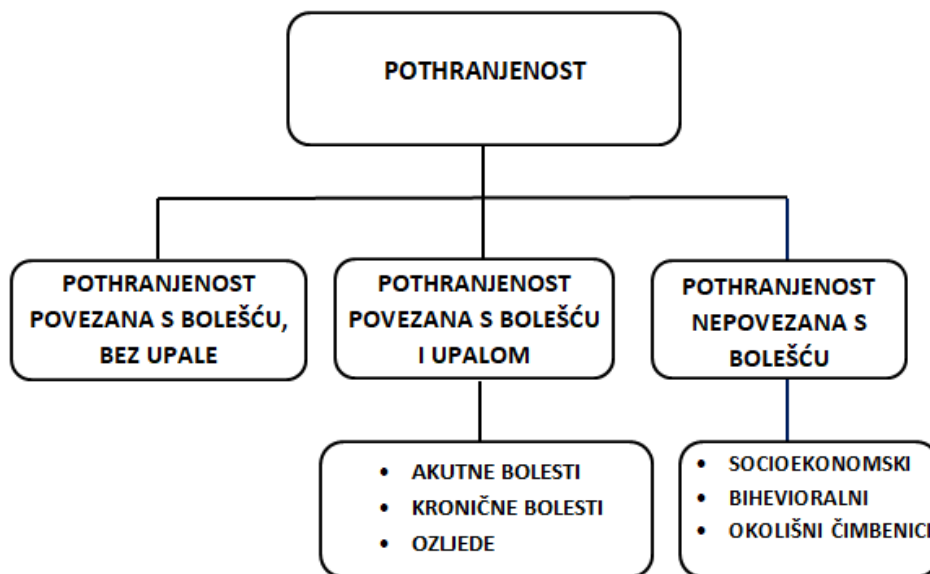 POTHRANJENOST
POTHRANJENOST
POVEZANA S BOLEŠĆU,
BEZ UPALE
POTHRANJENOST
POVEZANA S BOLEŠĆU
I UPALOM
POTHRANJENOST
NEPOVEZANA S
BOLEŠĆU
• AKUTNE BOLESTI
• KRONIČNE BOLESTI
• OZLJEDE
• SOCIOEKONOMSKI
• BIHEVIORALNI
• OKOLIŠNI ČIMBENICI